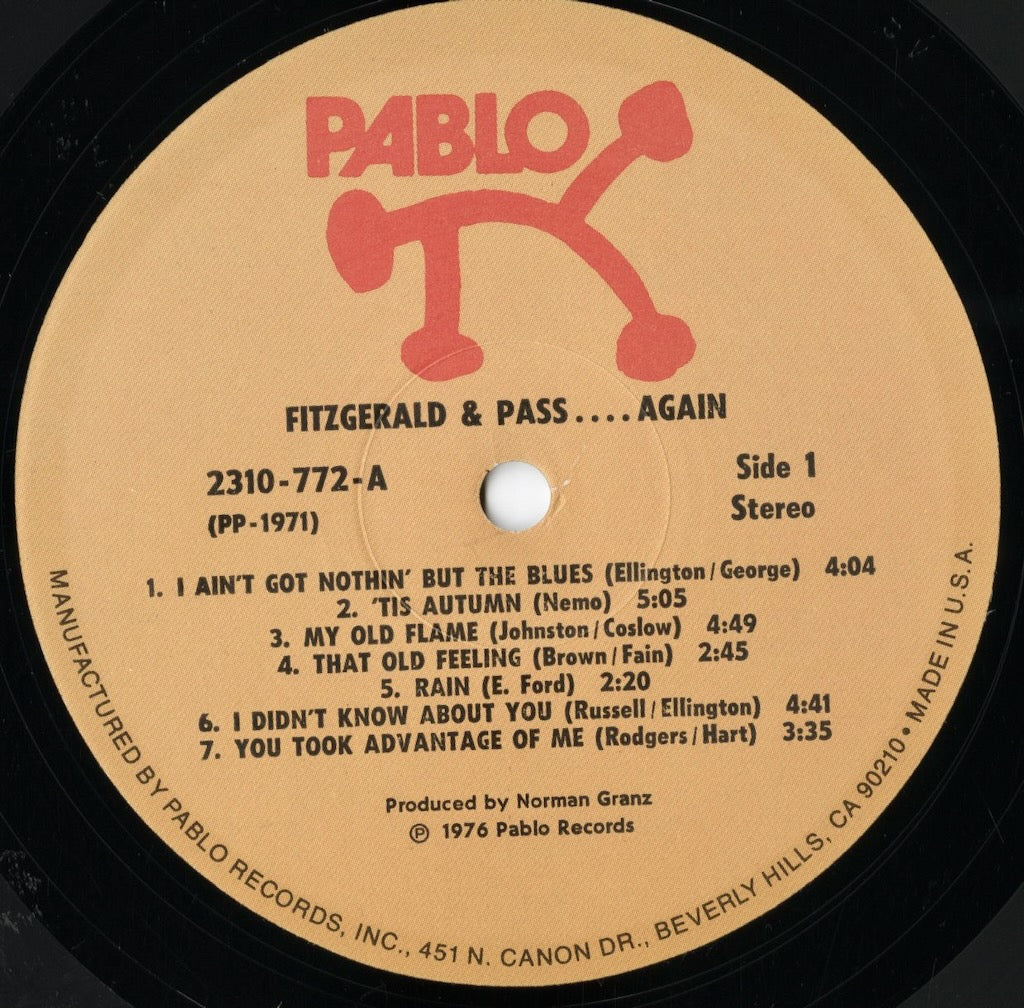 PABLO
FITZGERALD & PASS....AGAIN
2310-772-A
(PP-1971)
Side 1
Stereo
1. I AIN'T GOT NOTHIN' BUT THE BLUES (Ellington/George) 4:04
2. 'TIS AUTUMN (Nemo) 5:05
3. MY OLD FLAME (Johnston/Coslow) 4:49
4. THAT OLD FEELING (Brown/Fain) 2:45
5. RAIN (E. Ford) 2:20
6. I DIDN'T KNOW ABOUT YOU (Russell/Ellington) 4:41
7. YOU TOOK ADVANTAGE OF ME (Rodgers/Hart) 3:35
Produced by Norman Granz
℗ 1976 Pablo Records
MANUFACTURED BY PABLO RECORDS, INC., 451 N. CANON DR., BEVERLY HILLS, CA 90210 • MADE IN U.S.A.